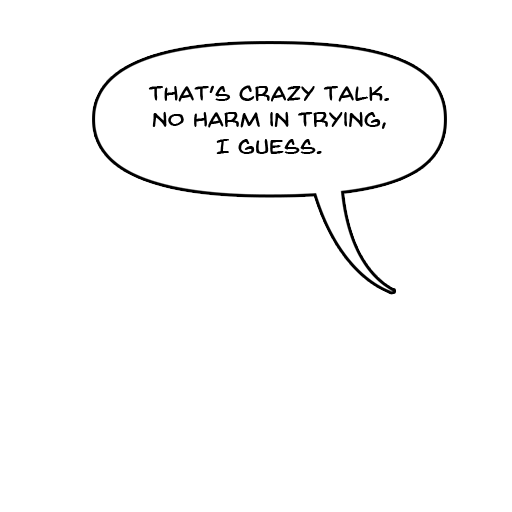 THAT'S CRAZY TALK.
NO HARM IN TRYING,
I GUESS.